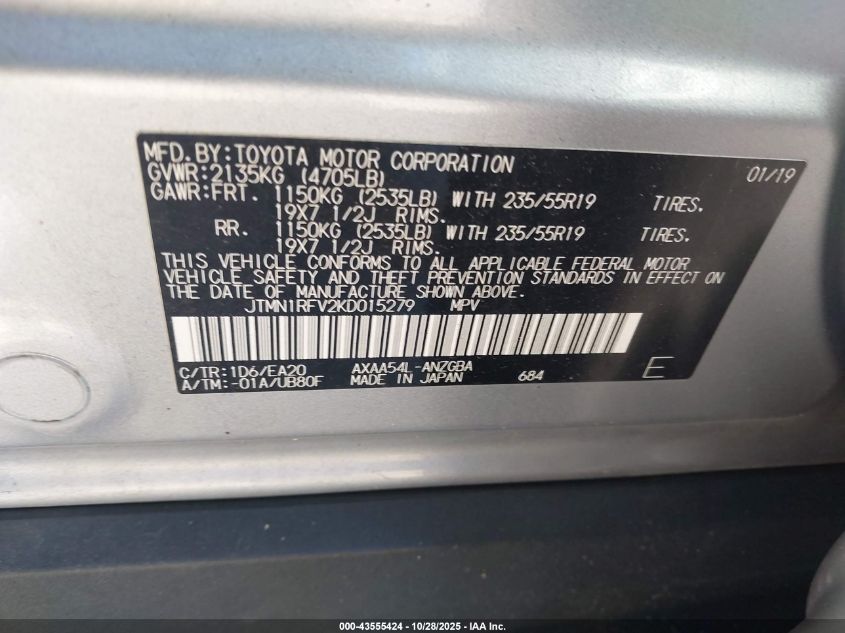 MFD.BY:TOYOTA MOTOR CORPORATION 01/19
GVWR:2135KG (4705LB)
GAWR:FRT. 1150KG (2535LB) WITH 235/55R19 TIRES.
19X7 1/2J RIMS.
RR. 1150KG (2535LB) WITH 235/55R19 TIRES.
19X7 1/2J RIMS.
THIS VEHICLE CONFORMS TO ALL APPLICABLE FEDERAL MOTOR
VEHICLE SAFETY AND THEFT PREVENTION STANDARDS IN EFFECT ON
THE DATE OF MANUFACTURE SHOWN ABOVE.
JTMN1RFV2KD015279 MPV
C/TR:1D6/EA20 AXAA54L-ANZGBA
A/TM:-01A/UB80F MADE IN JAPAN 684 E
000-43555424 | 10/28/2025 - IAA Inc.